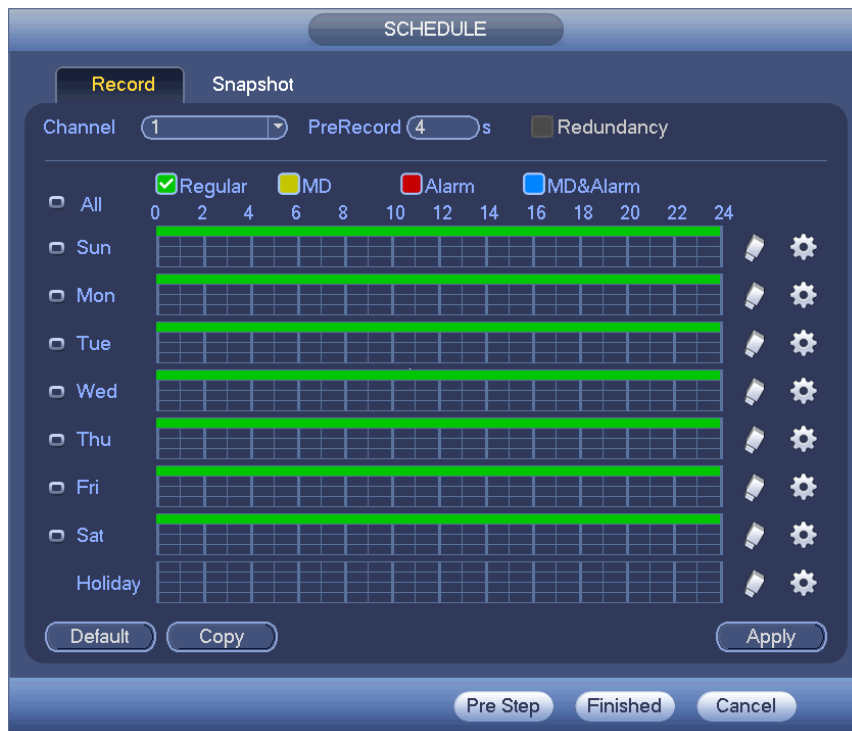 SCHEDULE
Record Snapshot
Channel 1 PreRecord 4 s Redundancy
Regular MD Alarm MD&Alarm
All 0 2 4 6 8 10 12 14 16 18 20 22 24
Sun
Mon
Tue
Wed
Thu
Fri
Sat
Holiday
Default Copy Apply
Pre Step Finished Cancel